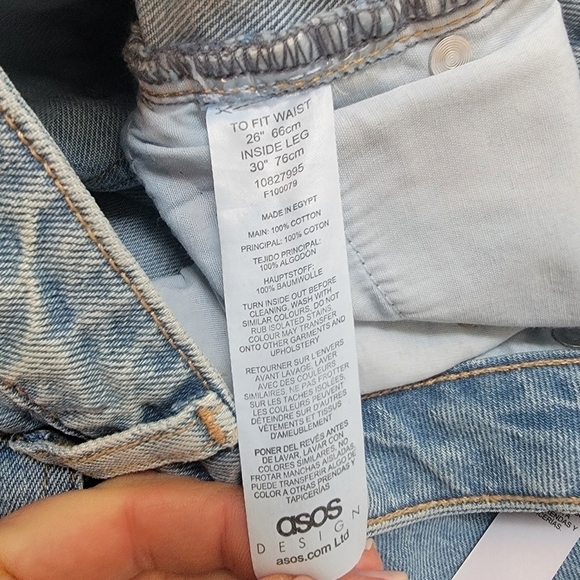 TO FIT WAIST
26" 66cm
INSIDE LEG
30" 76cm
10827995
F100079
MADE IN EGYPT
MAIN: 100% COTTON
PRINCIPAL: 100% COTON
TEJIDO PRINCIPAL:
100% ALGODÓN
HAUPTSTOFF:
100% BAUMWOLLE
TURN INSIDE OUT BEFORE
CLEANING, WASH WITH
SIMILAR COLOURS, DO NOT
RUB ISOLATED STAINS,
COLOUR MAY TRANSFER
ONTO OTHER GARMENTS AND
UPHOLSTERY
RETOURNER SUR L'ENVERS
AVANT LAVAGE, LAVER
AVEC DES COULEURS
SIMILAIRES, NE PAS FROTTER
SUR LES TACHES ISOLÉES.
LES COULEURS PEUVENT
DÉTEINDRE SUR D'AUTRES
VÊTEMENTS ET TISSUS
D'AMEUBLEMENT
PONER DEL REVÉS ANTES
DE LAVAR, LAVAR CON
COLORES SIMILARES, NO
FROTAR MANCHAS AISLADAS.
PUEDE TRANSFERIR ALGO DE
COLOR A OTRAS PRENDAS Y
TAPICERÍAS
asos
DESIGN
asos.com Ltd